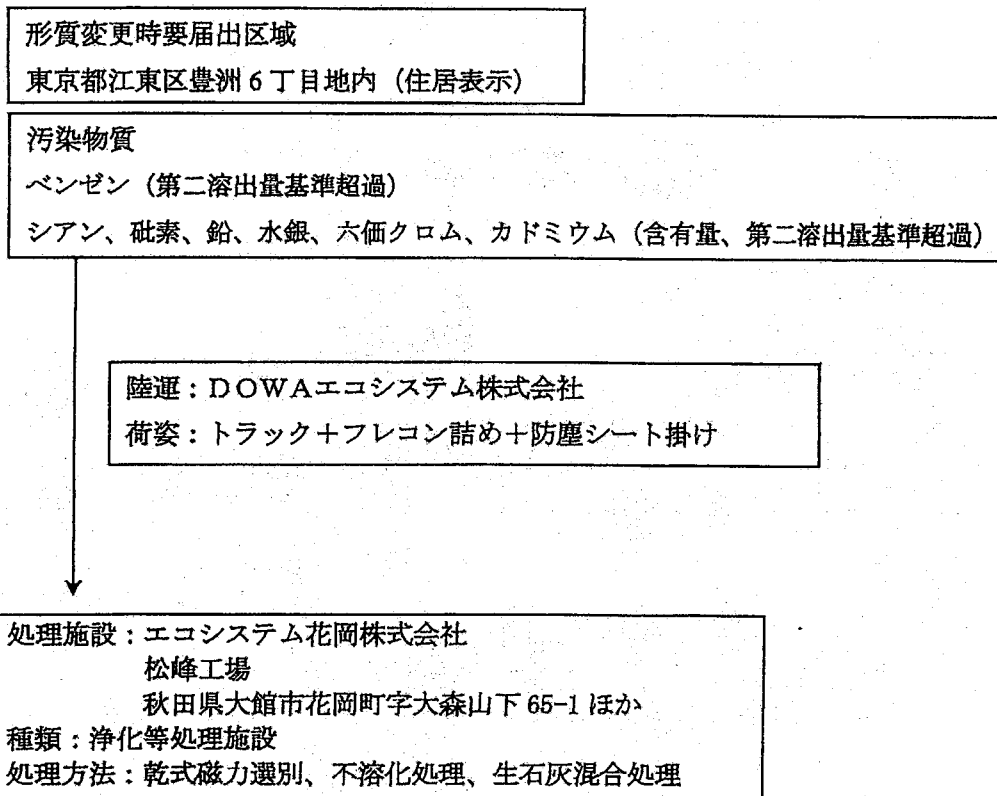 形質変更時要届出区域
東京都江東区豊洲6丁目地内（住居表示）
汚染物質
ベンゼン（第二溶出量基準超過）
シアン、砒素、鉛、水銀、六価クロム、カドミウム（含有量、第二溶出量基準超過）
陸運：DOWAエコシステム株式会社
荷姿：トラック＋フレコン詰め＋防塵シート掛け
処理施設：エコシステム花岡株式会社
松峰工場
秋田県大館市花岡町字大森山下 65-1 ほか
種類：浄化等処理施設
処理方法：乾式磁力選別、不溶化処理、生石灰混合処理